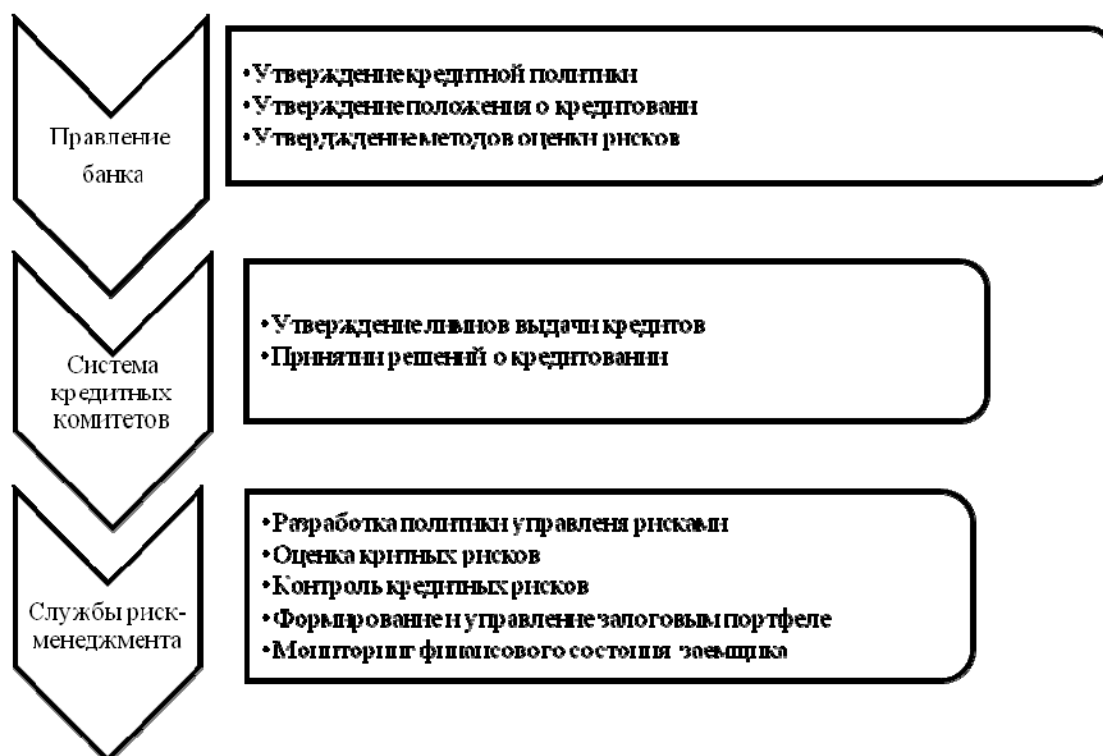 Правление
банка
•Утверждение кредитной политики
•Утверждение положения о кредитовани
•Утвердждение методов оценки рисков
Система
кредитных
комитетов
•Утверждение лиминов выдачи кредитов
•Принятии решений о кредитовании
Службы риск-
менеджмента
•Разработка политики управленя рисками
•Оценка критных рисков
•Контроль кредитных рисков
•Формирование и управление залоговым портфеле
•Мониторинг финансового состояния заемщика